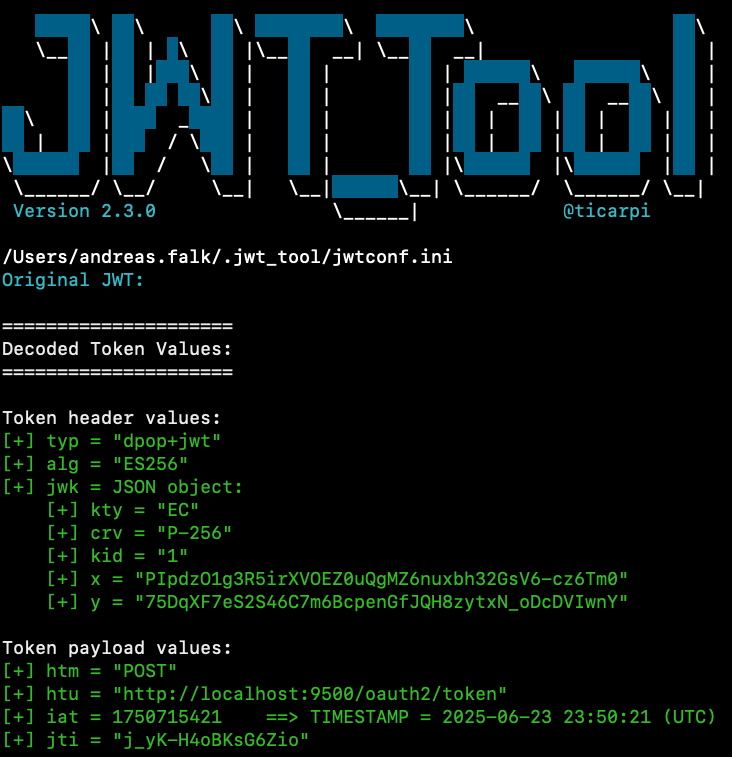 JWT_Tool
Version 2.3.0 @ticarpi
/Users/andreas.falk/.jwt_tool/jwtconf.ini
Original JWT:
=====================
Decoded Token Values:
=====================
Token header values:
[+] typ = "dpop+jwt"
[+] alg = "ES256"
[+] jwk = JSON object:
    [+] kty = "EC"
    [+] crv = "P-256"
    [+] kid = "1"
    [+] x = "PIpdzO1g3R5irXVOEZ0uQgMZ6nuxbh32GsV6-cz6Tm0"
    [+] y = "75DqXF7eS2S46C7m6BcpenGfJQH8zytxN_oDcDVIwnY"
Token payload values:
[+] htm = "POST"
[+] htu = "http://localhost:9500/oauth2/token"
[+] iat = 1750715421    ==> TIMESTAMP = 2025-06-23 23:50:21 (UTC)
[+] jti = "j_yK-H4oBKsG6Zio"